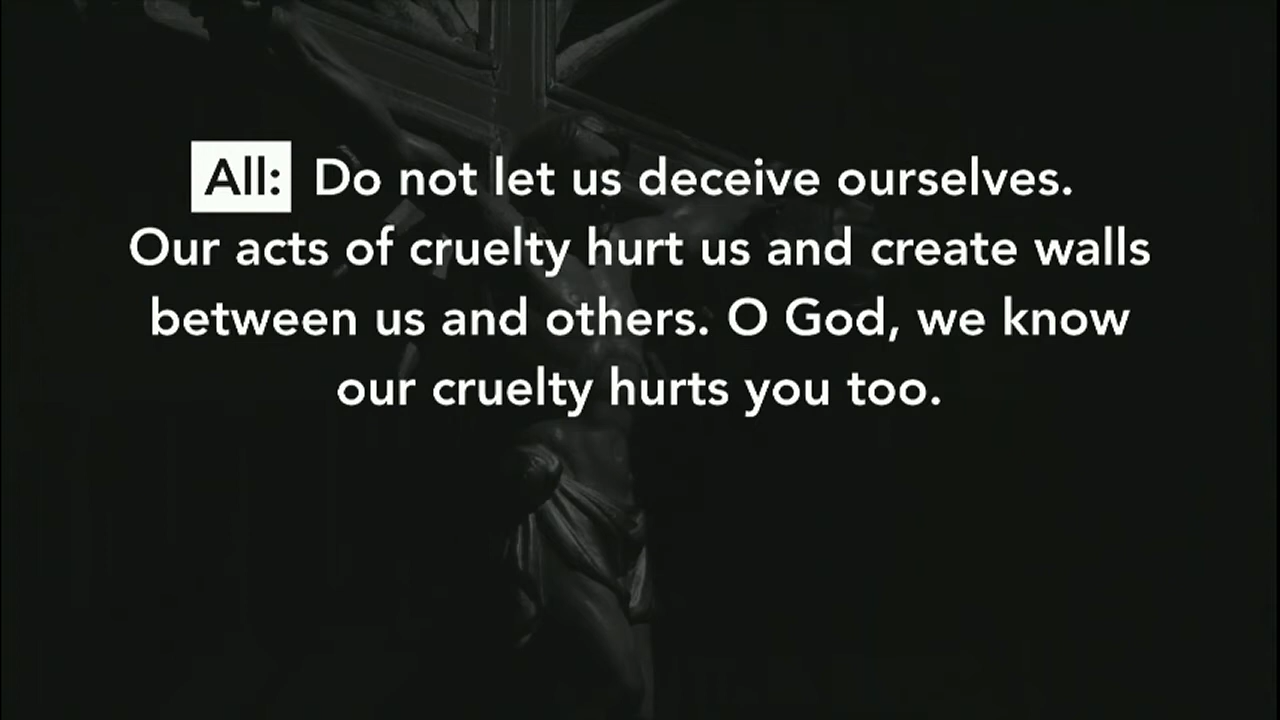 All: Do not let us deceive ourselves.
Our acts of cruelty hurt us and create walls
between us and others. O God, we know
our cruelty hurts you too.